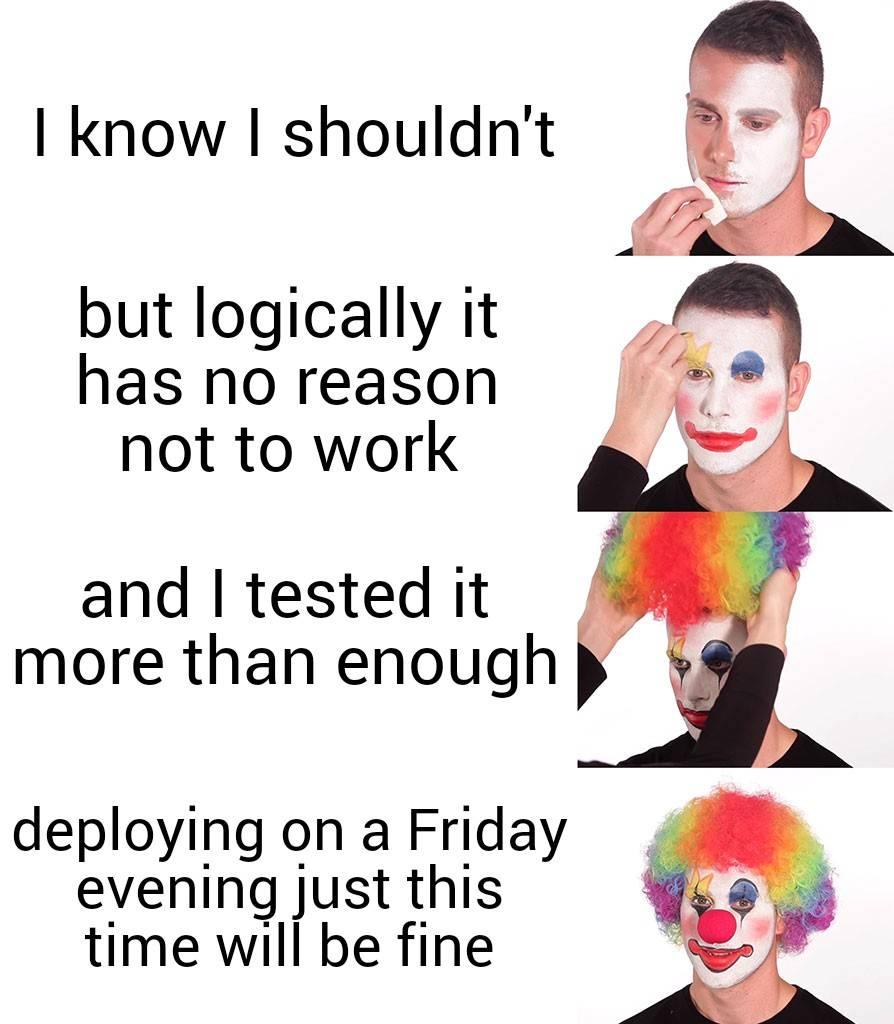 I know I shouldn't
but logically it
has no reason
not to work
and I tested it
more than enough
deploying on a Friday
evening just this
time will be fine